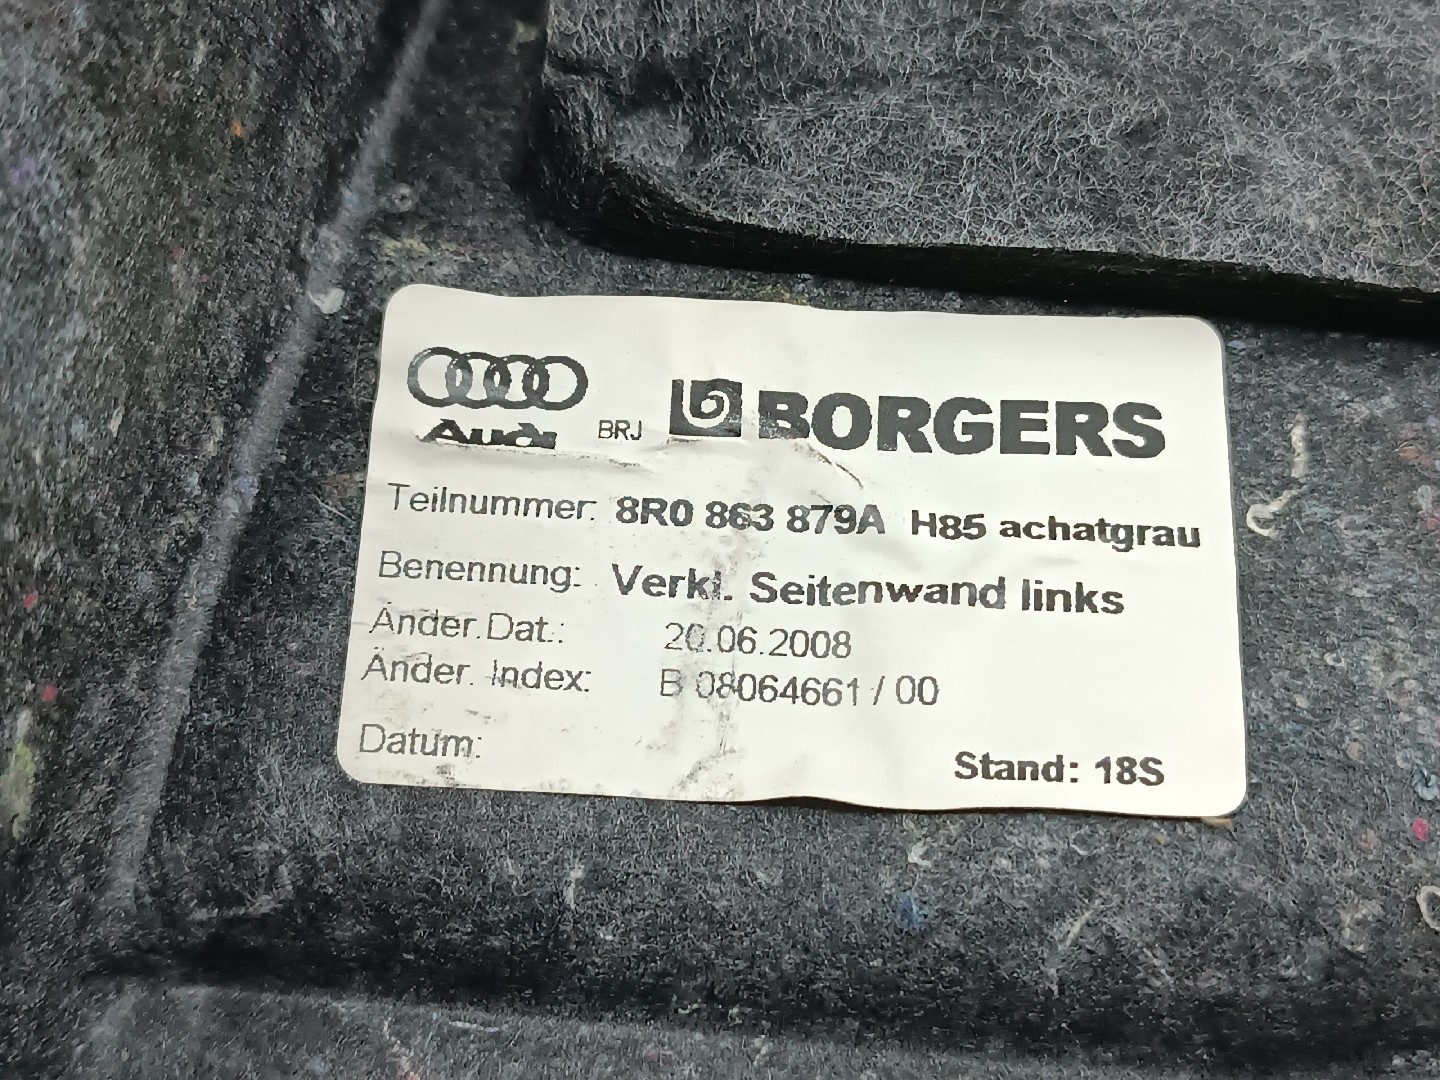 Audi BRJ BORGERS
Teilnummer: 8R0 863 879A H85 achatgrau
Benennung: Verkl. Seitenwand links
Änder.Dat.: 20.06.2008
Änder. Index: B 08064661 / 00
Datum:
Stand: 18S